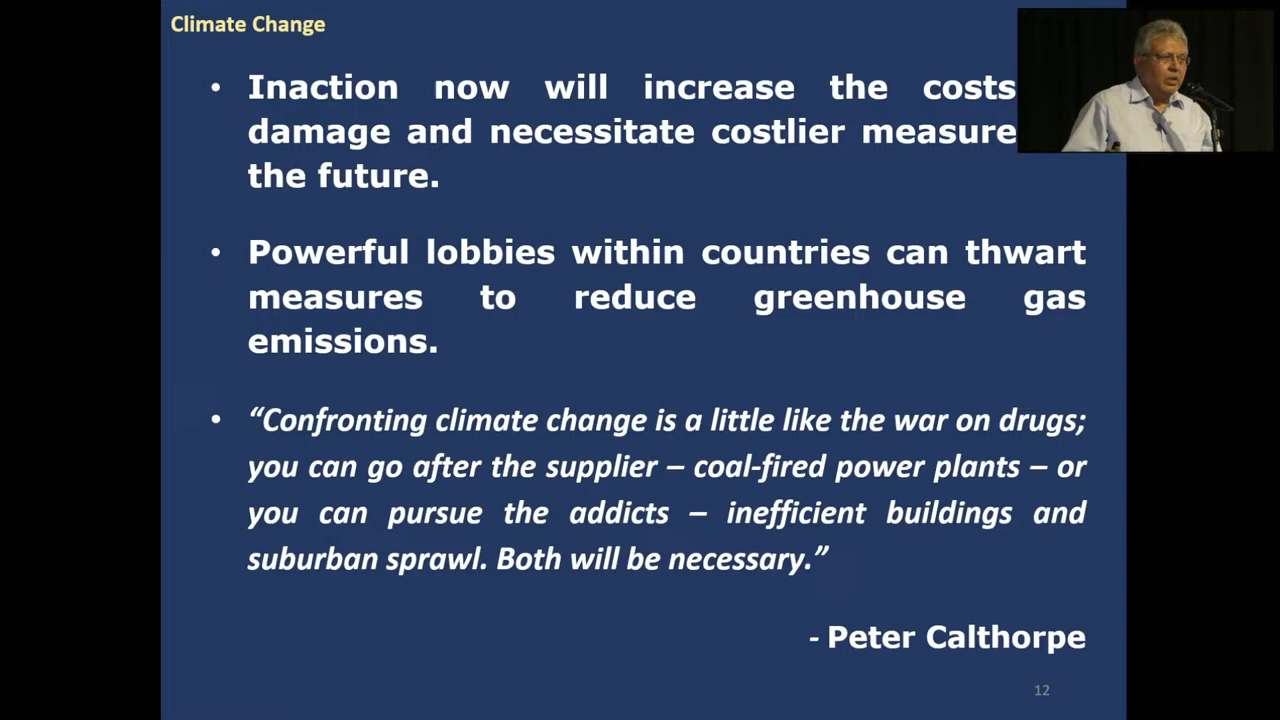 Climate Change
• Inaction now will increase the costs
damage and necessitate costlier measure
the future.
• Powerful lobbies within countries can thwart
measures to reduce greenhouse gas
emissions.
• “Confronting climate change is a little like the war on drugs;
you can go after the supplier – coal-fired power plants – or
you can pursue the addicts – inefficient buildings and
suburban sprawl. Both will be necessary.”
- Peter Calthorpe
12